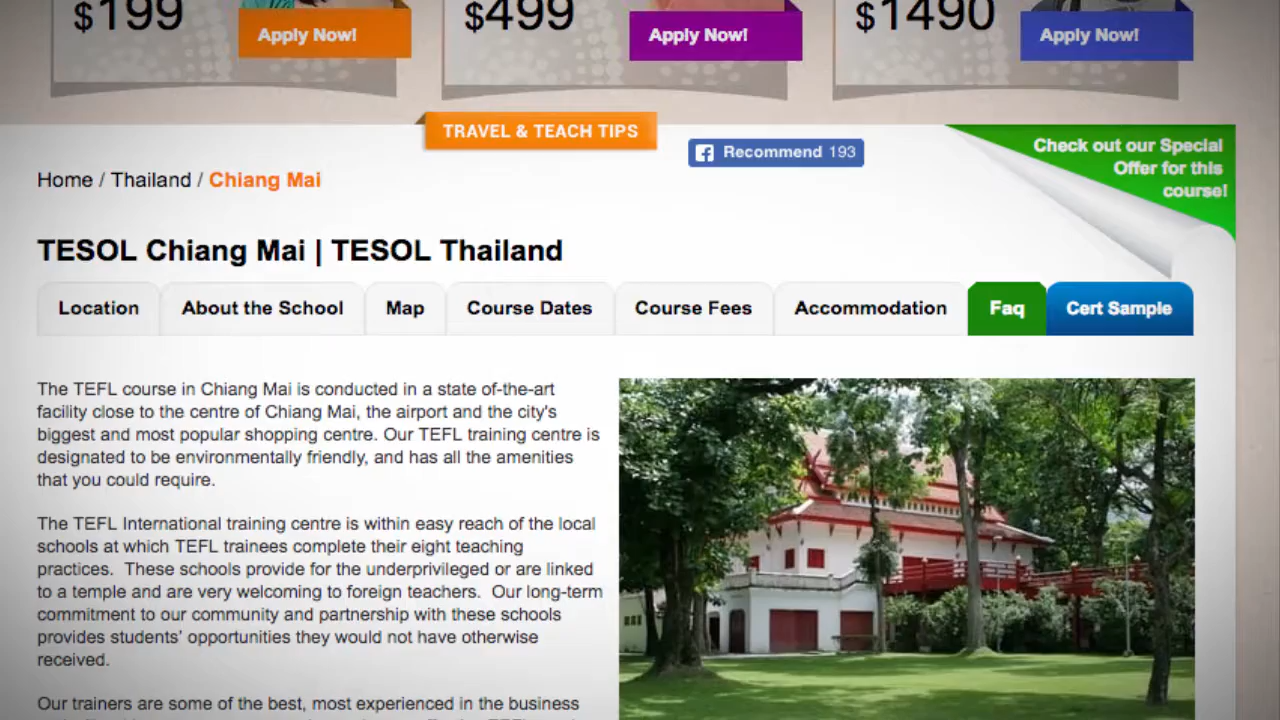 $199
$499
$1490
Apply Now!
Apply Now!
Apply Now!
TRAVEL & TEACH TIPS
Recommend 193
Check out our Special
Offer for this
course!
Home / Thailand / Chiang Mai
TESOL Chiang Mai | TESOL Thailand
Location
About the School
Map
Course Dates
Course Fees
Accommodation
Faq
Cert Sample
The TEFL course in Chiang Mai is conducted in a state of-the-art
facility close to the centre of Chiang Mai, the airport and the city's
biggest and most popular shopping centre. Our TEFL training centre is
designated to be environmentally friendly, and has all the amenities
that you could require.
The TEFL International training centre is within easy reach of the local
schools at which TEFL trainees complete their eight teaching
practices.  These schools provide for the underprivileged or are linked
to a temple and are very welcoming to foreign teachers.  Our long-term
commitment to our community and partnership with these schools
provides students' opportunities they would not have otherwise
received.
Our trainers are some of the best, most experienced in the business